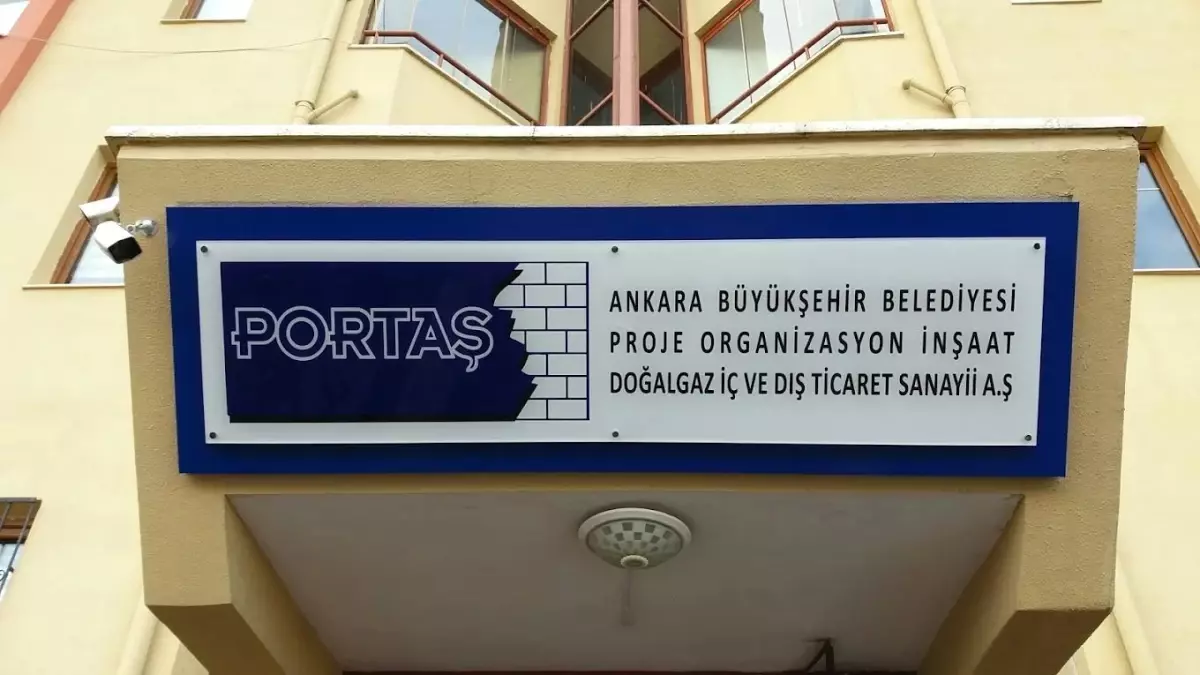 PORTAŞ
ANKARA BÜYÜKŞEHİR BELEDİYESİ
PROJE ORGANİZASYON İNŞAAT
DOĞALGAZ İÇ VE DIŞ TİCARET SANAYİİ A.Ş